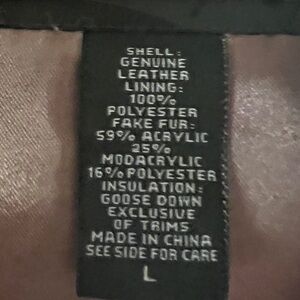 SHELL:
GENUINE
LEATHER
LINING:
100%
POLYESTER
FAKE FUR:
59% ACRYLIC
25%
MODACRYLIC
16% POLYESTER
INSULATION:
GOOSE DOWN
EXCLUSIVE
OF TRIMS
MADE IN CHINA
SEE SIDE FOR CARE
L